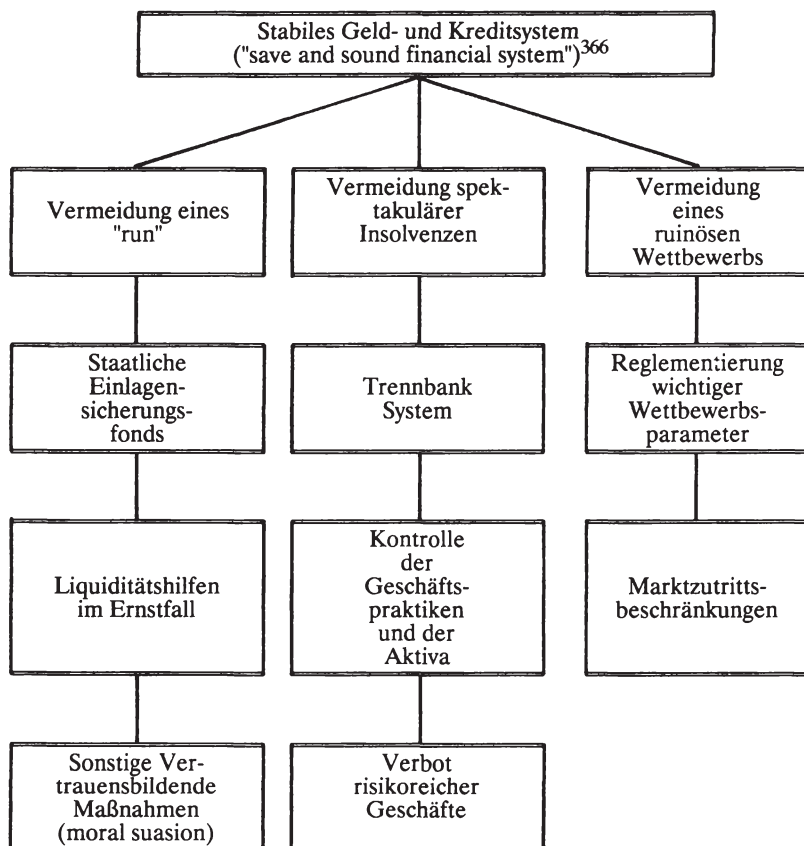 Stabiles Geld- und Kreditsystem
("save and sound financial system")366
Vermeidung eines
"run"
Vermeidung spek-
takulärer
Insolvenzen
Vermeidung
eines
ruinösen
Wettbewerbs
Staatliche
Einlagen-
sicherungs-
fonds
Trennbank
System
Reglementierung
wichtiger
Wettbewerbs-
parameter
Liquiditätshilfen
im Ernstfall
Kontrolle
der
Geschäfts-
praktiken
und der
Aktiva
Marktzutritts-
beschränkungen
Sonstige Ver-
trauensbildende
Maßnahmen
(moral suasion)
Verbot
risikoreicher
Geschäfte